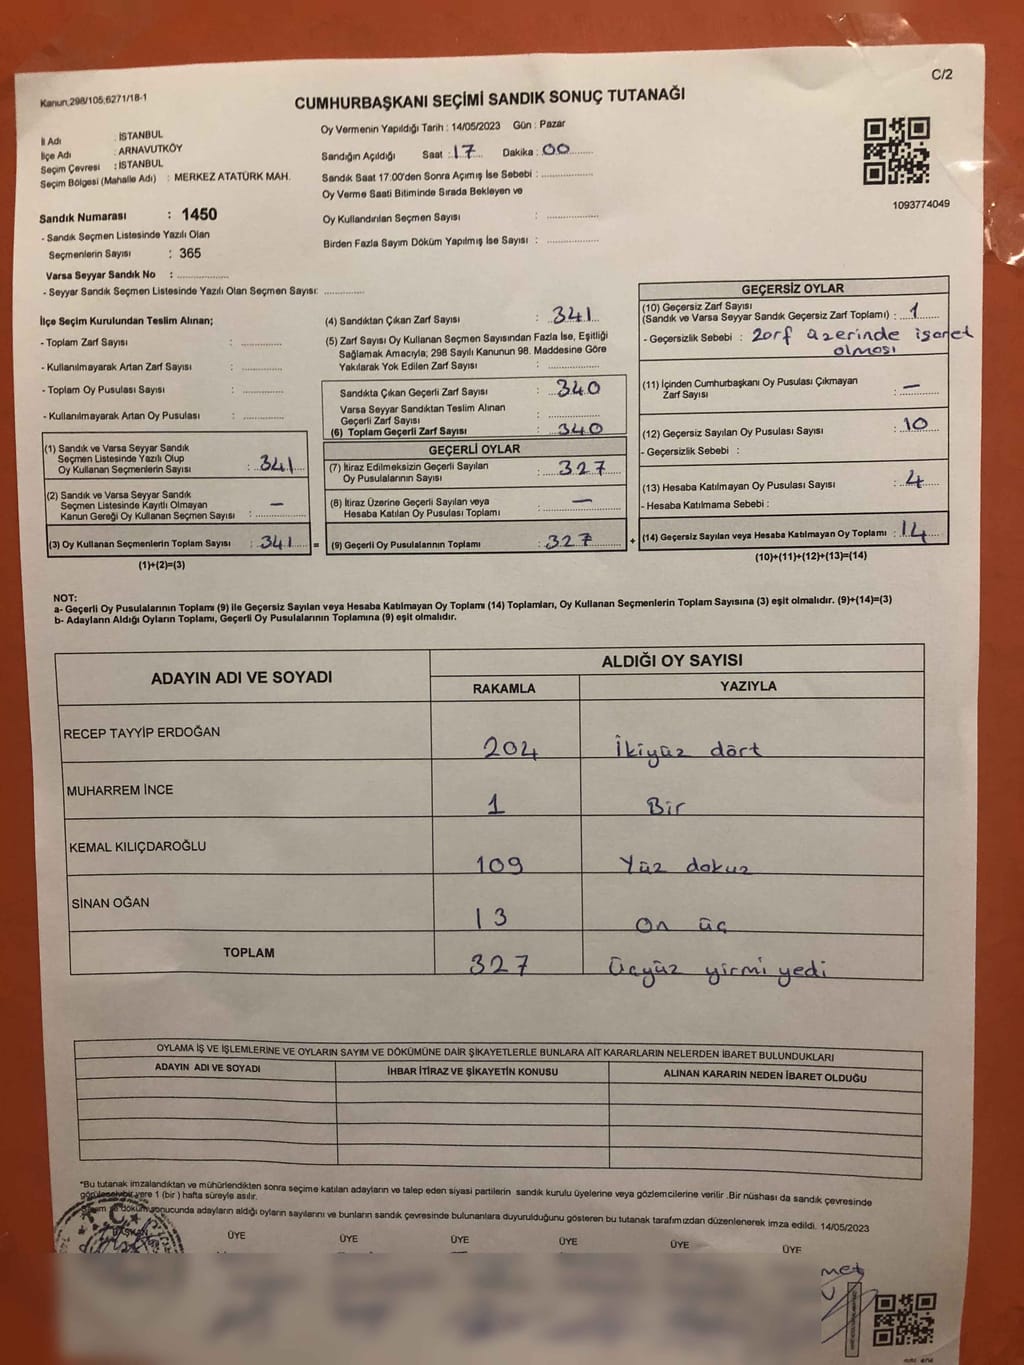 C/2
Kanun,298/105,6271/18-1
CUMHURBAŞKANI SEÇİMİ SANDIK SONUÇ TUTANAĞI
İl Adı : İSTANBUL
İlçe Adı : ARNAVUTKÖY
Seçim Çevresi : İSTANBUL
Seçim Bölgesi (Mahalle Adı) : MERKEZ ATATÜRK MAH.
Sandık Numarası : 1450
- Sandık Seçmen Listesinde Yazılı Olan
Seçmenlerin Sayısı : 365
Varsa Seyyar Sandık No : ..............
- Seyyar Sandık Seçmen Listesinde Yazılı Olan Seçmen Sayısı: ............
Oy Vermenin Yapıldığı Tarih : 14/05/2023 Gün : Pazar
Sandığın Açıldığı Saat : 17 Dakika : 00
Sandık Saat 17:00'den Sonra Açımış İse Sebebi : ................
Oy Verme Saati Bitiminde Sırada Bekleyen ve
Oy Kullandırılan Seçmen Sayısı : ................
Birden Fazla Sayım Döküm Yapılmış İse Sayısı : ................
1093774049
İlçe Seçim Kurulundan Teslim Alınan;
- Toplam Zarf Sayısı : ............
- Kullanılmayarak Artan Zarf Sayısı : ............
- Toplam Oy Pusulası Sayısı : ............
- Kullanılmayarak Artan Oy Pusulası : ............
(1) Sandık ve Varsa Seyyar Sandık
Seçmen Listesinde Yazılı Olup
Oy Kullanan Seçmenlerin Sayısı : 341
(2) Sandık ve Varsa Seyyar Sandık
Seçmen Listesinde Kayıtlı Olmayan
Kanun Gereği Oy Kullanan Seçmen Sayısı : —
(3) Oy Kullanan Seçmenlerin Toplam Sayısı : 341 =
(1)+(2)=(3)
(4) Sandıktan Çıkan Zarf Sayısı : 341
(5) Zarf Sayısı Oy Kullanan Seçmen Sayısından Fazla İse, Eşitliği
Sağlamak Amacıyla; 298 Sayılı Kanunun 98. Maddesine Göre
Yakılarak Yok Edilen Zarf Sayısı : ..............
Sandıkta Çıkan Geçerli Zarf Sayısı : 340
Varsa Seyyar Sandıktan Teslim Alınan
Geçerli Zarf Sayısı : ..............
(6) Toplam Geçerli Zarf Sayısı : 340
GEÇERLİ OYLAR
(7) İtiraz Edilmeksizin Geçerli Sayılan
Oy Pusulalarının Sayısı : 327
(8) İtiraz Üzerine Geçerli Sayılan veya
Hesaba Katılan Oy Pusulası Toplamı : —
(9) Geçerli Oy Pusulalarının Toplamı : 327 +
GEÇERSİZ OYLAR
(10) Geçersiz Zarf Sayısı
(Sandık ve Varsa Seyyar Sandık Geçersiz Zarf Toplamı) : 1
- Geçersizlik Sebebi : Zarf üzerinde işaret
olması
(11) İçinden Cumhurbaşkanı Oy Pusulası Çıkmayan
Zarf Sayısı : —
(12) Geçersiz Sayılan Oy Pusulası Sayısı : 10
- Geçersizlik Sebebi :
(13) Hesaba Katılmayan Oy Pusulası Sayısı : 4
- Hesaba Katılmama Sebebi :
(14) Geçersiz Sayılan veya Hesaba Katılmayan Oy Toplamı : 14
(10)+(11)+(12)+(13)=(14)
NOT:
a- Geçerli Oy Pusulalarının Toplamı (9) ile Geçersiz Sayılan veya Hesaba Katılmayan Oy Toplamı (14) Toplamları, Oy Kullanan Seçmenlerin Toplam Sayısına (3) eşit olmalıdır. (9)+(14)=(3)
b- Adayların Aldığı Oyların Toplamı, Geçerli Oy Pusulalarının Toplamına (9) eşit olmalıdır.
ADAYIN ADI VE SOYADI ALDIĞI OY SAYISI
RAKAMLA YAZIYLA
RECEP TAYYİP ERDOĞAN 204 İkiyüz dört
MUHARREM İNCE 1 Bir
KEMAL KILIÇDAROĞLU 109 Yüz dokuz
SİNAN OĞAN 13 On üç
TOPLAM 327 Üçyüz yirmi yedi
OYLAMA İŞ VE İŞLEMLERİNE VE OYLARIN SAYIM VE DÖKÜMÜNE DAİR ŞİKAYETLERLE BUNLARA AİT KARARLARIN NELERDEN İBARET BULUNDUKLARI
ADAYIN ADI VE SOYADI İHBAR İTİRAZ VE ŞİKAYETİN KONUSU ALINAN KARARIN NEDEN İBARET OLDUĞU
*Bu tutanak imzalandıktan ve mühürlendikten sonra seçime katılan adayların ve talep eden siyasi partilerin sandık kurulu üyelerine veya gözlemcilerine verilir .Bir nüshası da sandık çevresinde
görülebilir yere 1 (bir ) hafta süreyle asılır.
döküm sonucunda adayların aldığı oyların sayılarını ve bunların sandık çevresinde bulunanlara duyurulduğunu gösteren bu tutanak tarafımızdan düzenlenerek imza edildi. 14/05/2023
T.C. BAŞKAN ÜYE ÜYE ÜYE ÜYE ÜYE ÜYE
met